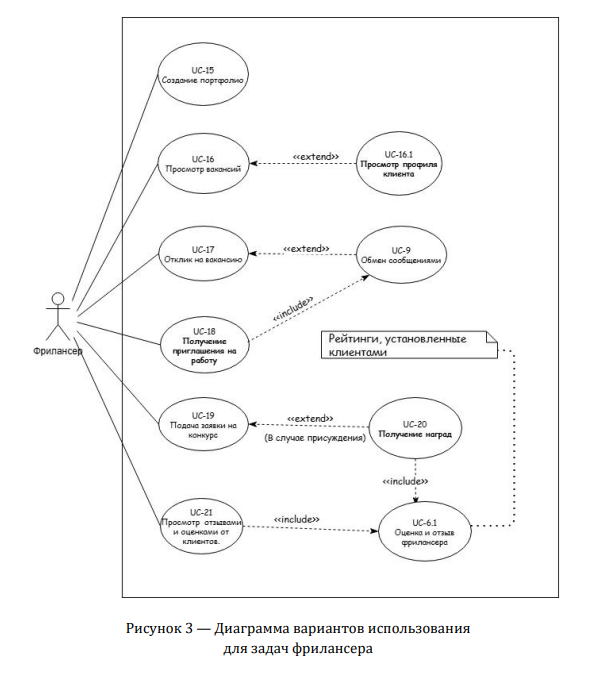 UC-15
Создание портфолио
UC-16
Просмотр вакансий
<<extend>>
UC-16.1
Просмотр профиля
клиента
UC-17
Отклик на вакансию
<<extend>>
UC-9
Обмен сообщениями
<<include>>
Фрилансер
UC-18
Получение
приглашения на
работу
Рейтинги, установленные
клиентами
UC-19
Подача заявки на
конкурс
<<extend>>
(В случае присуждения)
UC-20
Получение наград
<<include>>
UC-21
Просмотр отзывами
и оценками от
клиентов.
<<include>>
UC-6.1
Оценка и отзыв
фрилансера
Рисунок 3 — Диаграмма вариантов использования
для задач фрилансера